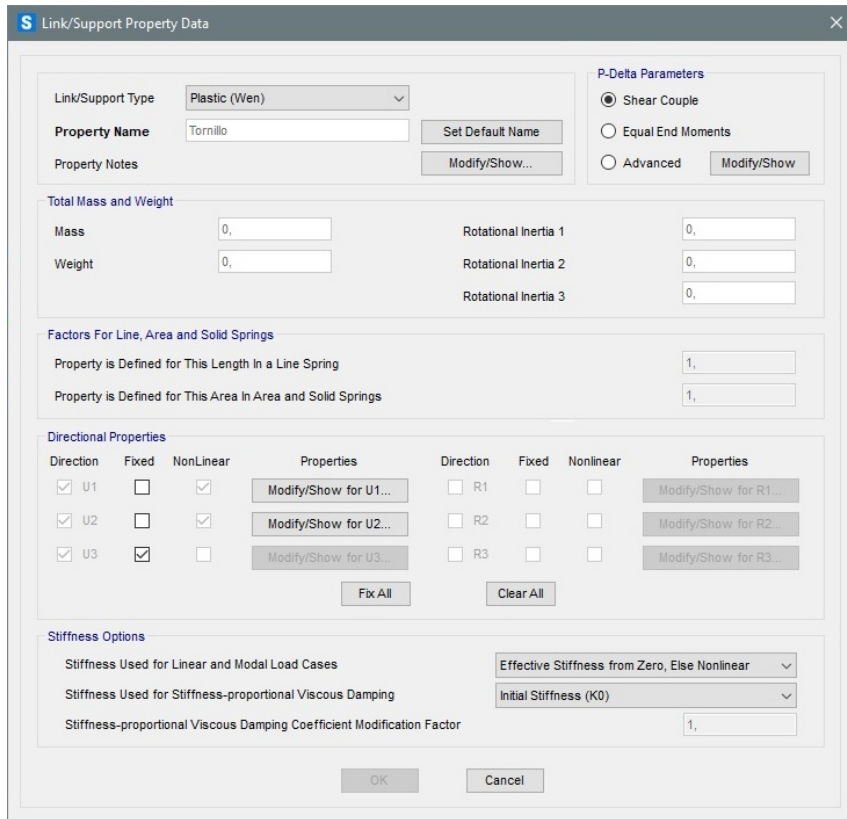 S Link/Support Property Data
P-Delta Parameters
Link/Support Type Plastic (Wen)
Shear Couple
Property Name Tornillo Set Default Name
Equal End Moments
Property Notes Modify/Show...
Advanced Modify/Show
Total Mass and Weight
Mass 0, Rotational Inertia 1 0,
Weight 0, Rotational Inertia 2 0,
Rotational Inertia 3 0,
Factors For Line, Area and Solid Springs
Property is Defined for This Length In a Line Spring 1,
Property is Defined for This Area In Area and Solid Springs 1,
Directional Properties
Direction Fixed NonLinear Properties Direction Fixed Nonlinear Properties
U1 Modify/Show for U1... R1 Modify/Show for R1...
U2 Modify/Show for U2... R2 Modify/Show for R2...
U3 Modify/Show for U3... R3 Modify/Show for R3...
Fix All Clear All
Stiffness Options
Stiffness Used for Linear and Modal Load Cases Effective Stiffness from Zero, Else Nonlinear
Stiffness Used for Stiffness-proportional Viscous Damping Initial Stiffness (K0)
Stiffness-proportional Viscous Damping Coefficient Modification Factor 1,
OK Cancel